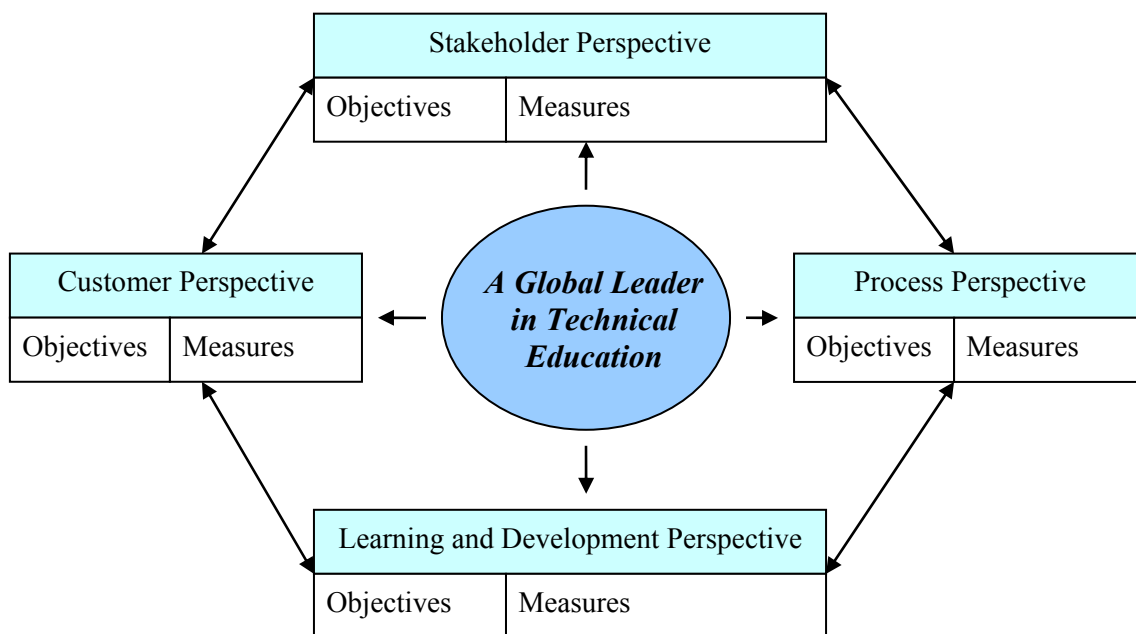 Stakeholder Perspective
Objectives Measures
Customer Perspective
Objectives Measures
A Global Leader
in Technical
Education
Process Perspective
Objectives Measures
Learning and Development Perspective
Objectives Measures